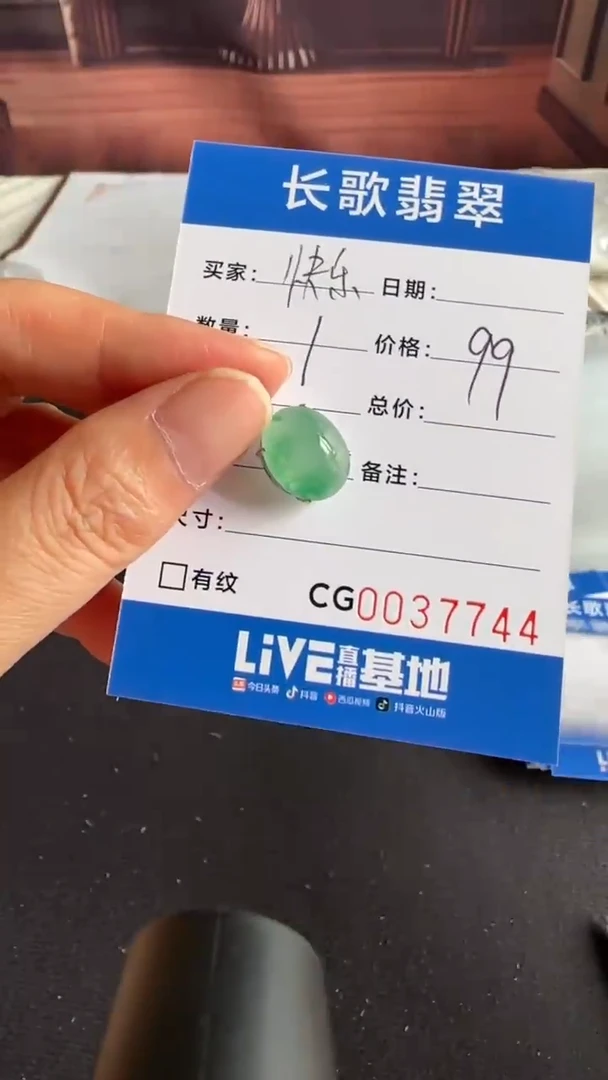 长歌翡翠
买家: 快乐 日期:
数量: 1 价格: 99
总价:
备注:
寸:
有纹 CG0037744
LiVE直播基地
今日头条 抖音 西瓜视频 抖音火山版
长歌